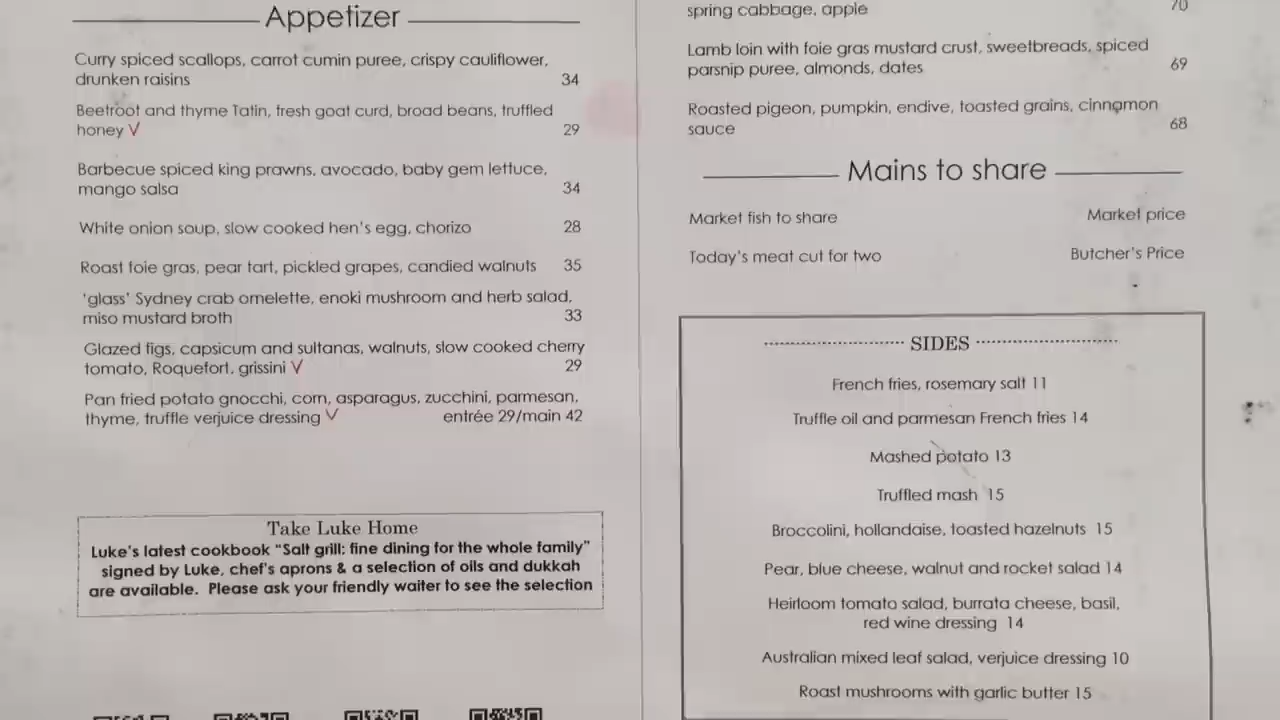 Appetizer
Curry spiced scallops, carrot cumin puree, crispy cauliflower,
drunken raisins 34
Beetroot and thyme Tatin, fresh goat curd, broad beans, truffled
honey V 29
Barbecue spiced king prawns, avocado, baby gem lettuce,
mango salsa 34
White onion soup, slow cooked hen's egg, chorizo 28
Roast foie gras, pear tart, pickled grapes, candied walnuts 35
'glass' Sydney crab omelette, enoki mushroom and herb salad,
miso mustard broth 33
Glazed figs, capsicum and sultanas, walnuts, slow cooked cherry
tomato, Roquefort, grissini V 29
Pan fried potato gnocchi, corn, asparagus, zucchini, parmesan,
thyme, truffle verjuice dressing V entrée 29/main 42
Take Luke Home
Luke's latest cookbook "Salt grill: fine dining for the whole family"
signed by Luke, chef's aprons & a selection of oils and dukkah
are available. Please ask your friendly waiter to see the selection
spring cabbage, apple 70
Lamb loin with foie gras mustard crust, sweetbreads, spiced
parsnip puree, almonds, dates 69
Roasted pigeon, pumpkin, endive, toasted grains, cinnamon
sauce 68
Mains to share
Market fish to share Market price
Today's meat cut for two Butcher's Price
SIDES
French fries, rosemary salt 11
Truffle oil and parmesan French fries 14
Mashed potato 13
Truffled mash 15
Broccolini, hollandaise, toasted hazelnuts 15
Pear, blue cheese, walnut and rocket salad 14
Heirloom tomato salad, burrata cheese, basil,
red wine dressing 14
Australian mixed leaf salad, verjuice dressing 10
Roast mushrooms with garlic butter 15